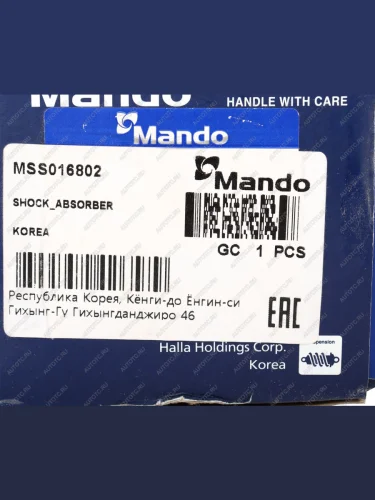 Mando
HANDLE WITH CARE
Mando
MSS016802
Mando
SHOCK_ABSORBER
KOREA
GC 1 PCS
Республика Корея, Кёнги-до Ёнгин-си
Гихынг-Гу Гихынгданджиро 46
EAC
Halla Holdings Corp.
Korea